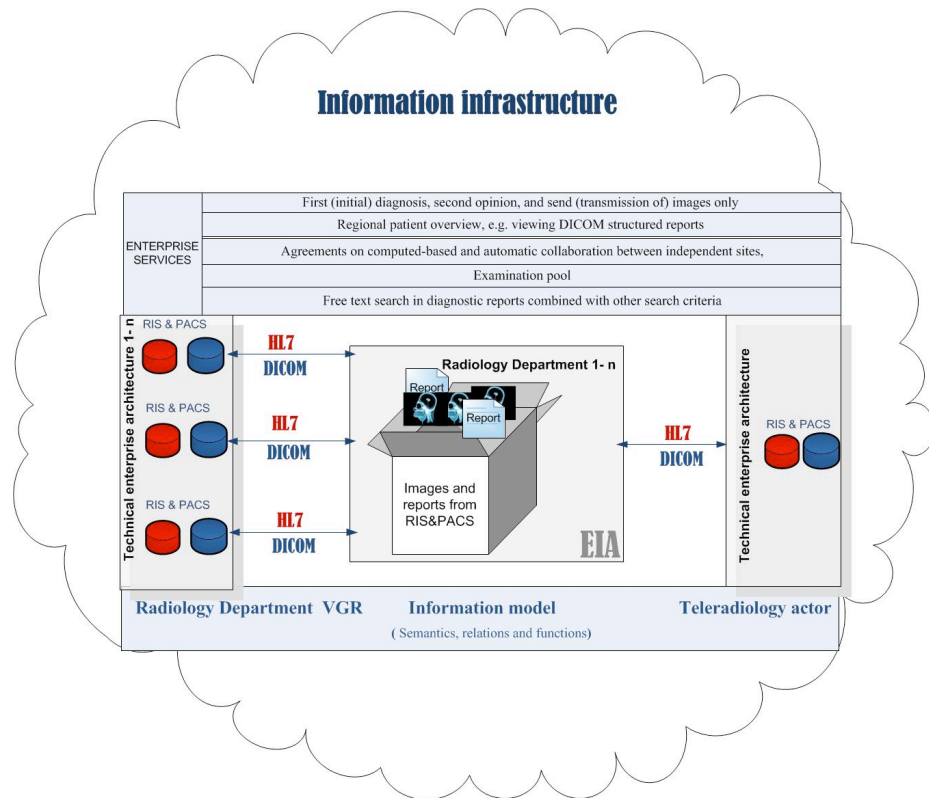 Information infrastructure
ENTERPRISE
SERVICES
First (initial) diagnosis, second opinion, and send (transmission of) images only
Regional patient overview, e.g. viewing DICOM structured reports
Agreements on computed-based and automatic collaboration between independent sites,
Examination pool
Free text search in diagnostic reports combined with other search criteria
Technical enterprise architecture 1- n
RIS & PACS
HL7
DICOM
RIS & PACS
HL7
DICOM
RIS & PACS
HL7
DICOM
Radiology Department 1- n
Report
Report
Images and
reports from
RIS&PACS
EIA
HL7
DICOM
Technical enterprise architecture
RIS & PACS
Radiology Department VGR
Information model
( Semantics, relations and functions)
Teleradiology actor